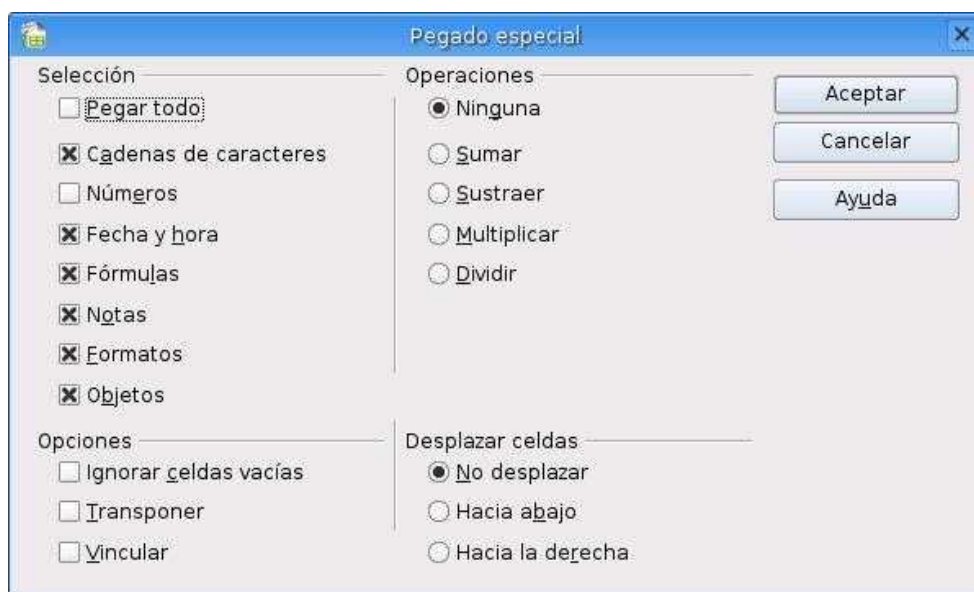 Pegado especial
Selección
Pegar todo
Cadenas de caracteres
Números
Fecha y hora
Fórmulas
Notas
Formatos
Objetos
Operaciones
Ninguna
Sumar
Sustraer
Multiplicar
Dividir
Aceptar
Cancelar
Ayuda
Opciones
Ignorar celdas vacías
Transponer
Vincular
Desplazar celdas
No desplazar
Hacia abajo
Hacia la derecha